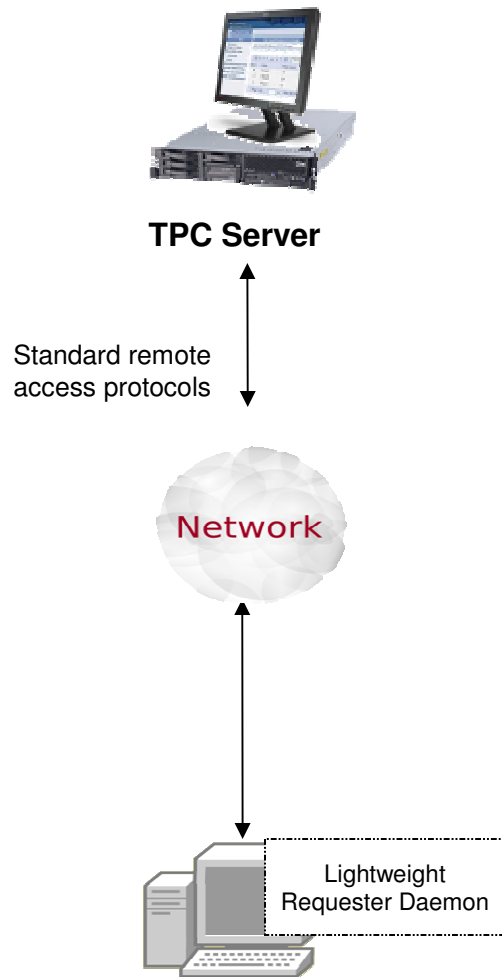 TPC Server
Standard remote
access protocols
Network
Lightweight
Requester Daemon